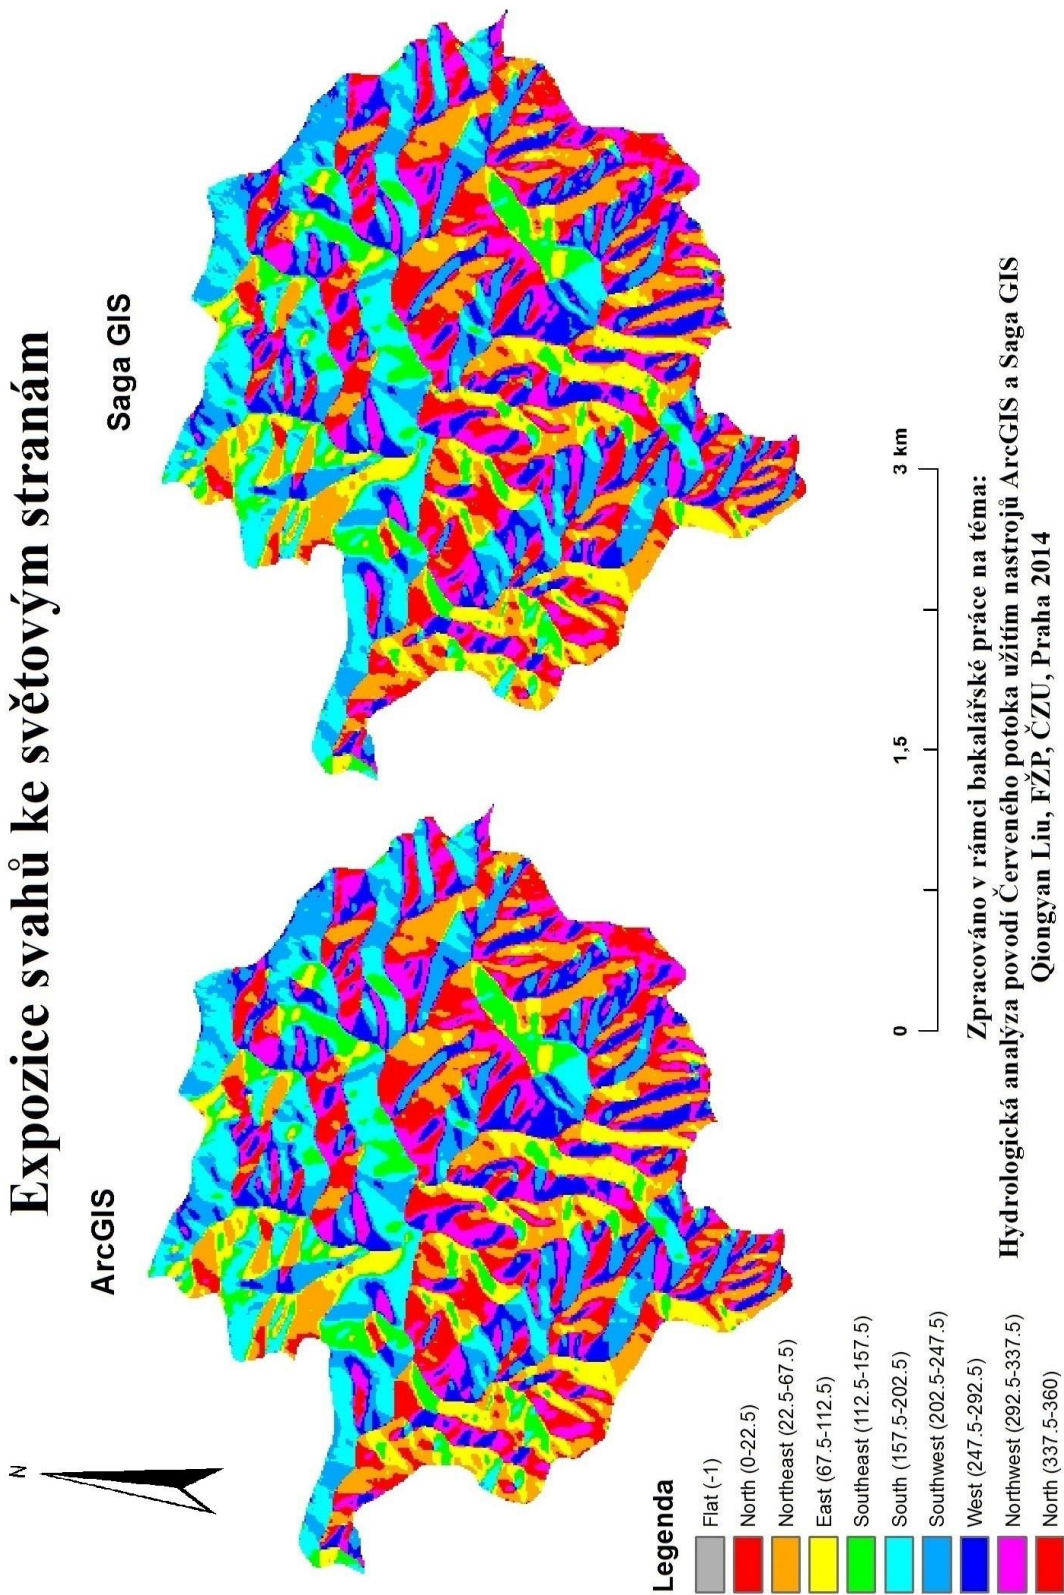 Expozice svahů ke světovým stranám
ArcGIS
Saga GIS
N
Legenda
Flat (-1)
North (0-22.5)
Northeast (22.5-67.5)
East (67.5-112.5)
Southeast (112.5-157.5)
South (157.5-202.5)
Southwest (202.5-247.5)
West (247.5-292.5)
Northwest (292.5-337.5)
North (337.5-360)
0
1,5
3 km
Zpracováno v rámci bakalářské práce na téma:
Hydrologická analýza povodí Červeného potoka užitím nastrojů ArcGIS a Saga GIS
Qiongyan Liu, FŽP, ČZU, Praha 2014